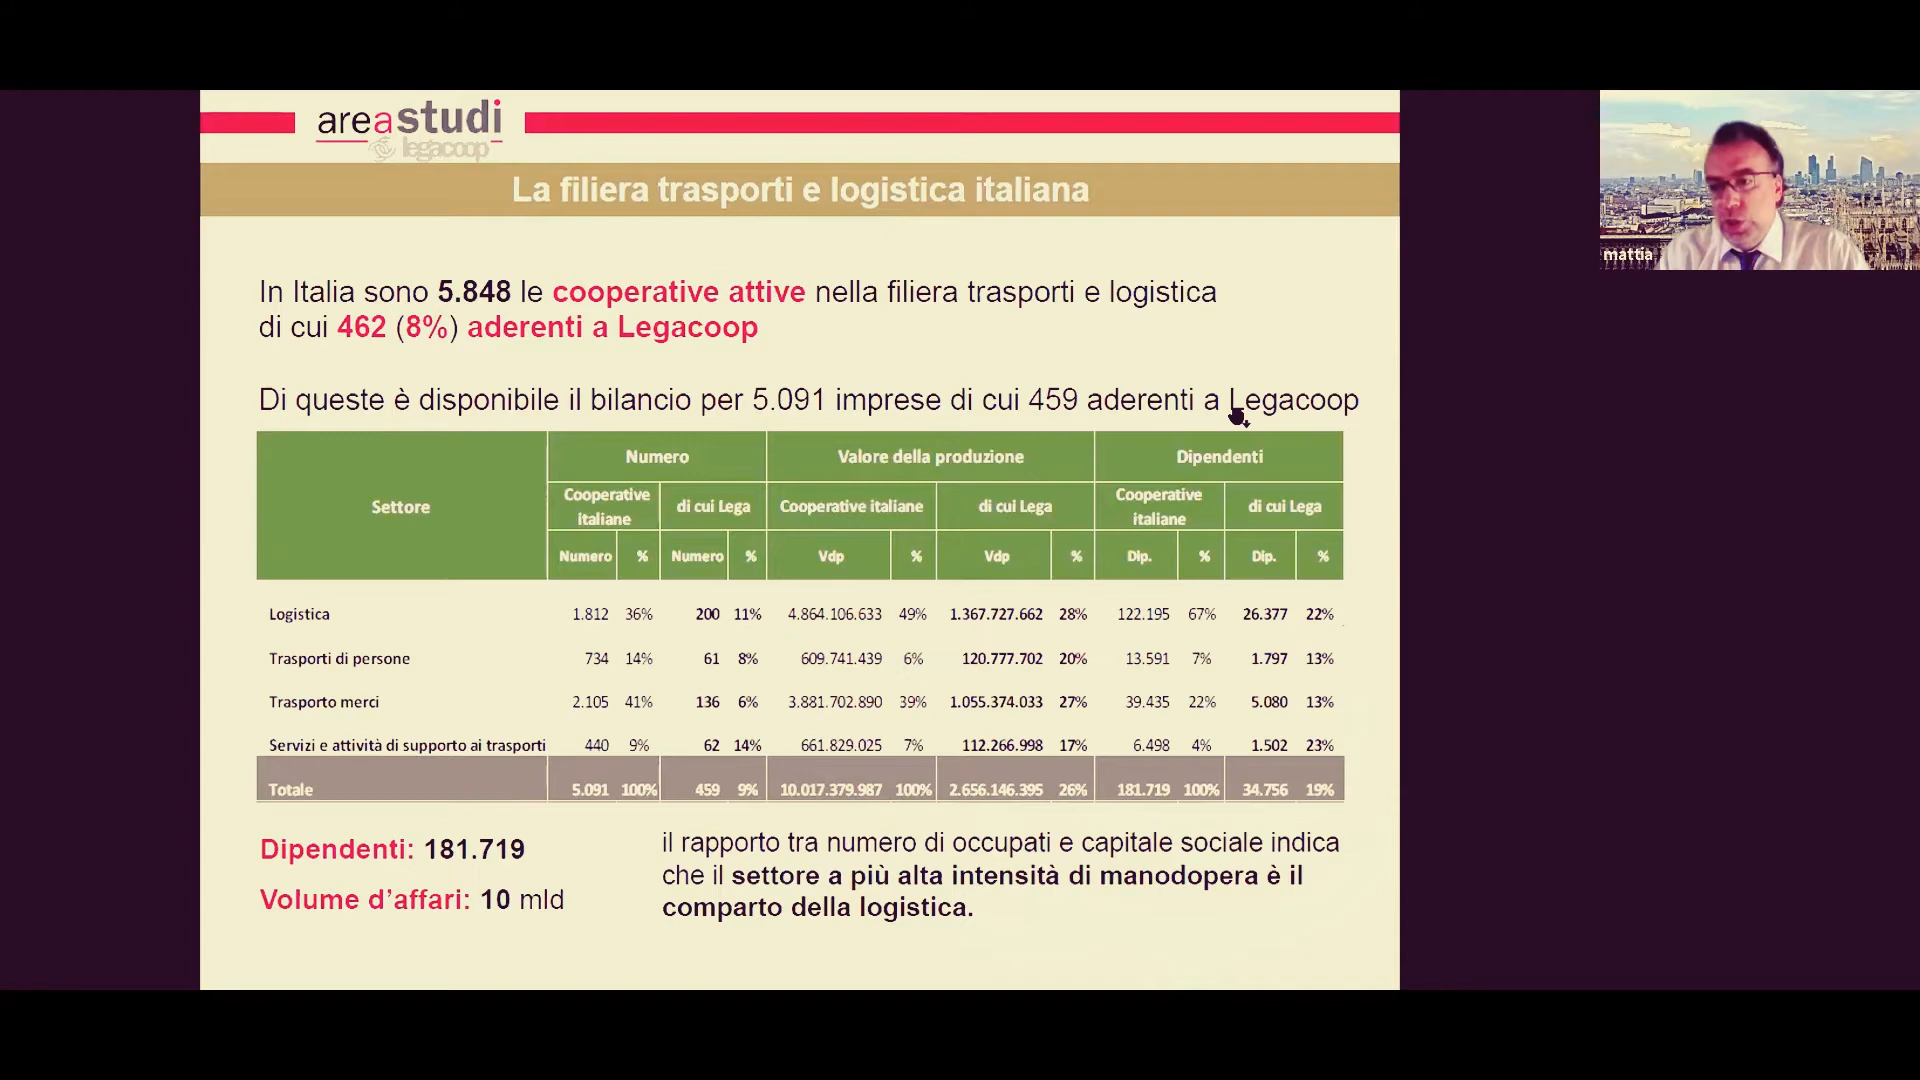 areastudi
legacoop
La filiera trasporti e logistica italiana
mattia
In Italia sono 5.848 le cooperative attive nella filiera trasporti e logistica
di cui 462 (8%) aderenti a Legacoop
Di queste è disponibile il bilancio per 5.091 imprese di cui 459 aderenti a Legacoop
Settore Numero Valore della produzione Dipendenti
Cooperative italiane di cui Lega Cooperative italiane di cui Lega Cooperative italiane di cui Lega
Numero % Numero % Vdp % Vdp % Dip. % Dip. %
Logistica 1.812 36% 200 11% 4.864.106.633 49% 1.367.727.662 28% 122.195 67% 26.377 22%
Trasporti di persone 734 14% 61 8% 609.741.439 6% 120.777.702 20% 13.591 7% 1.797 13%
Trasporto merci 2.105 41% 136 6% 3.881.702.890 39% 1.055.374.033 27% 39.435 22% 5.080 13%
Servizi e attività di supporto ai trasporti 440 9% 62 14% 661.829.025 7% 112.266.998 17% 6.498 4% 1.502 23%
Totale 5.091 100% 459 9% 10.017.379.987 100% 2.656.146.395 26% 181.719 100% 34.756 19%
Dipendenti: 181.719
Volume d’affari: 10 mld
il rapporto tra numero di occupati e capitale sociale indica
che il settore a più alta intensità di manodopera è il
comparto della logistica.